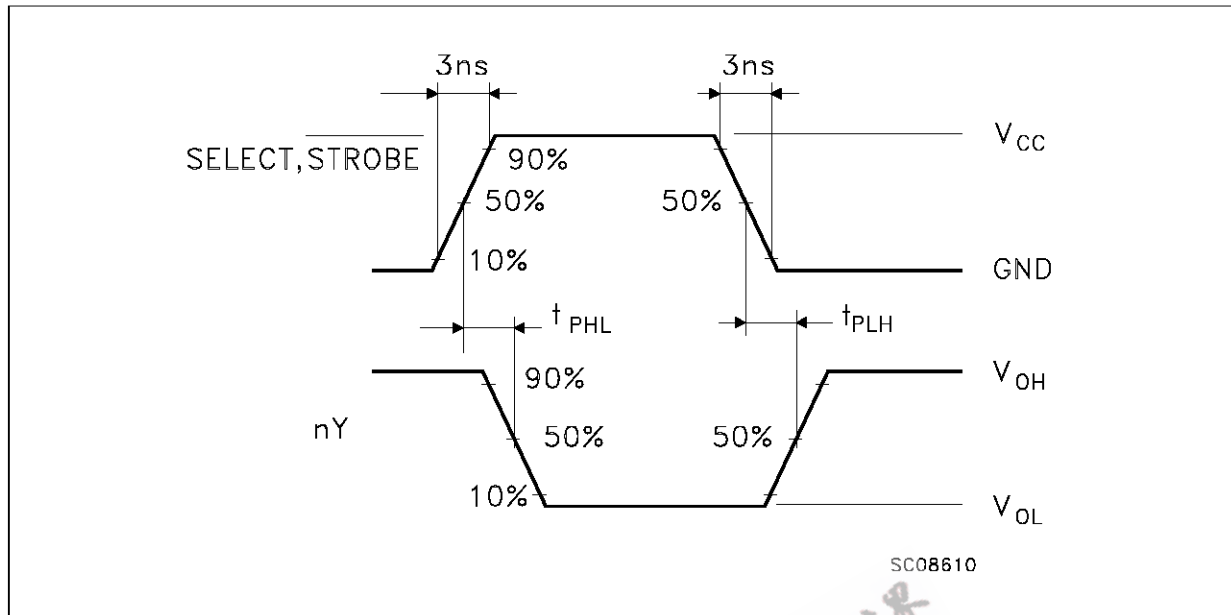 3ns
3ns
SELECT, STROBE
90%
50%
10%
50%
V_CC
GND
t_PHL
t_PLH
nY
90%
50%
10%
50%
V_OH
V_OL
SC08610